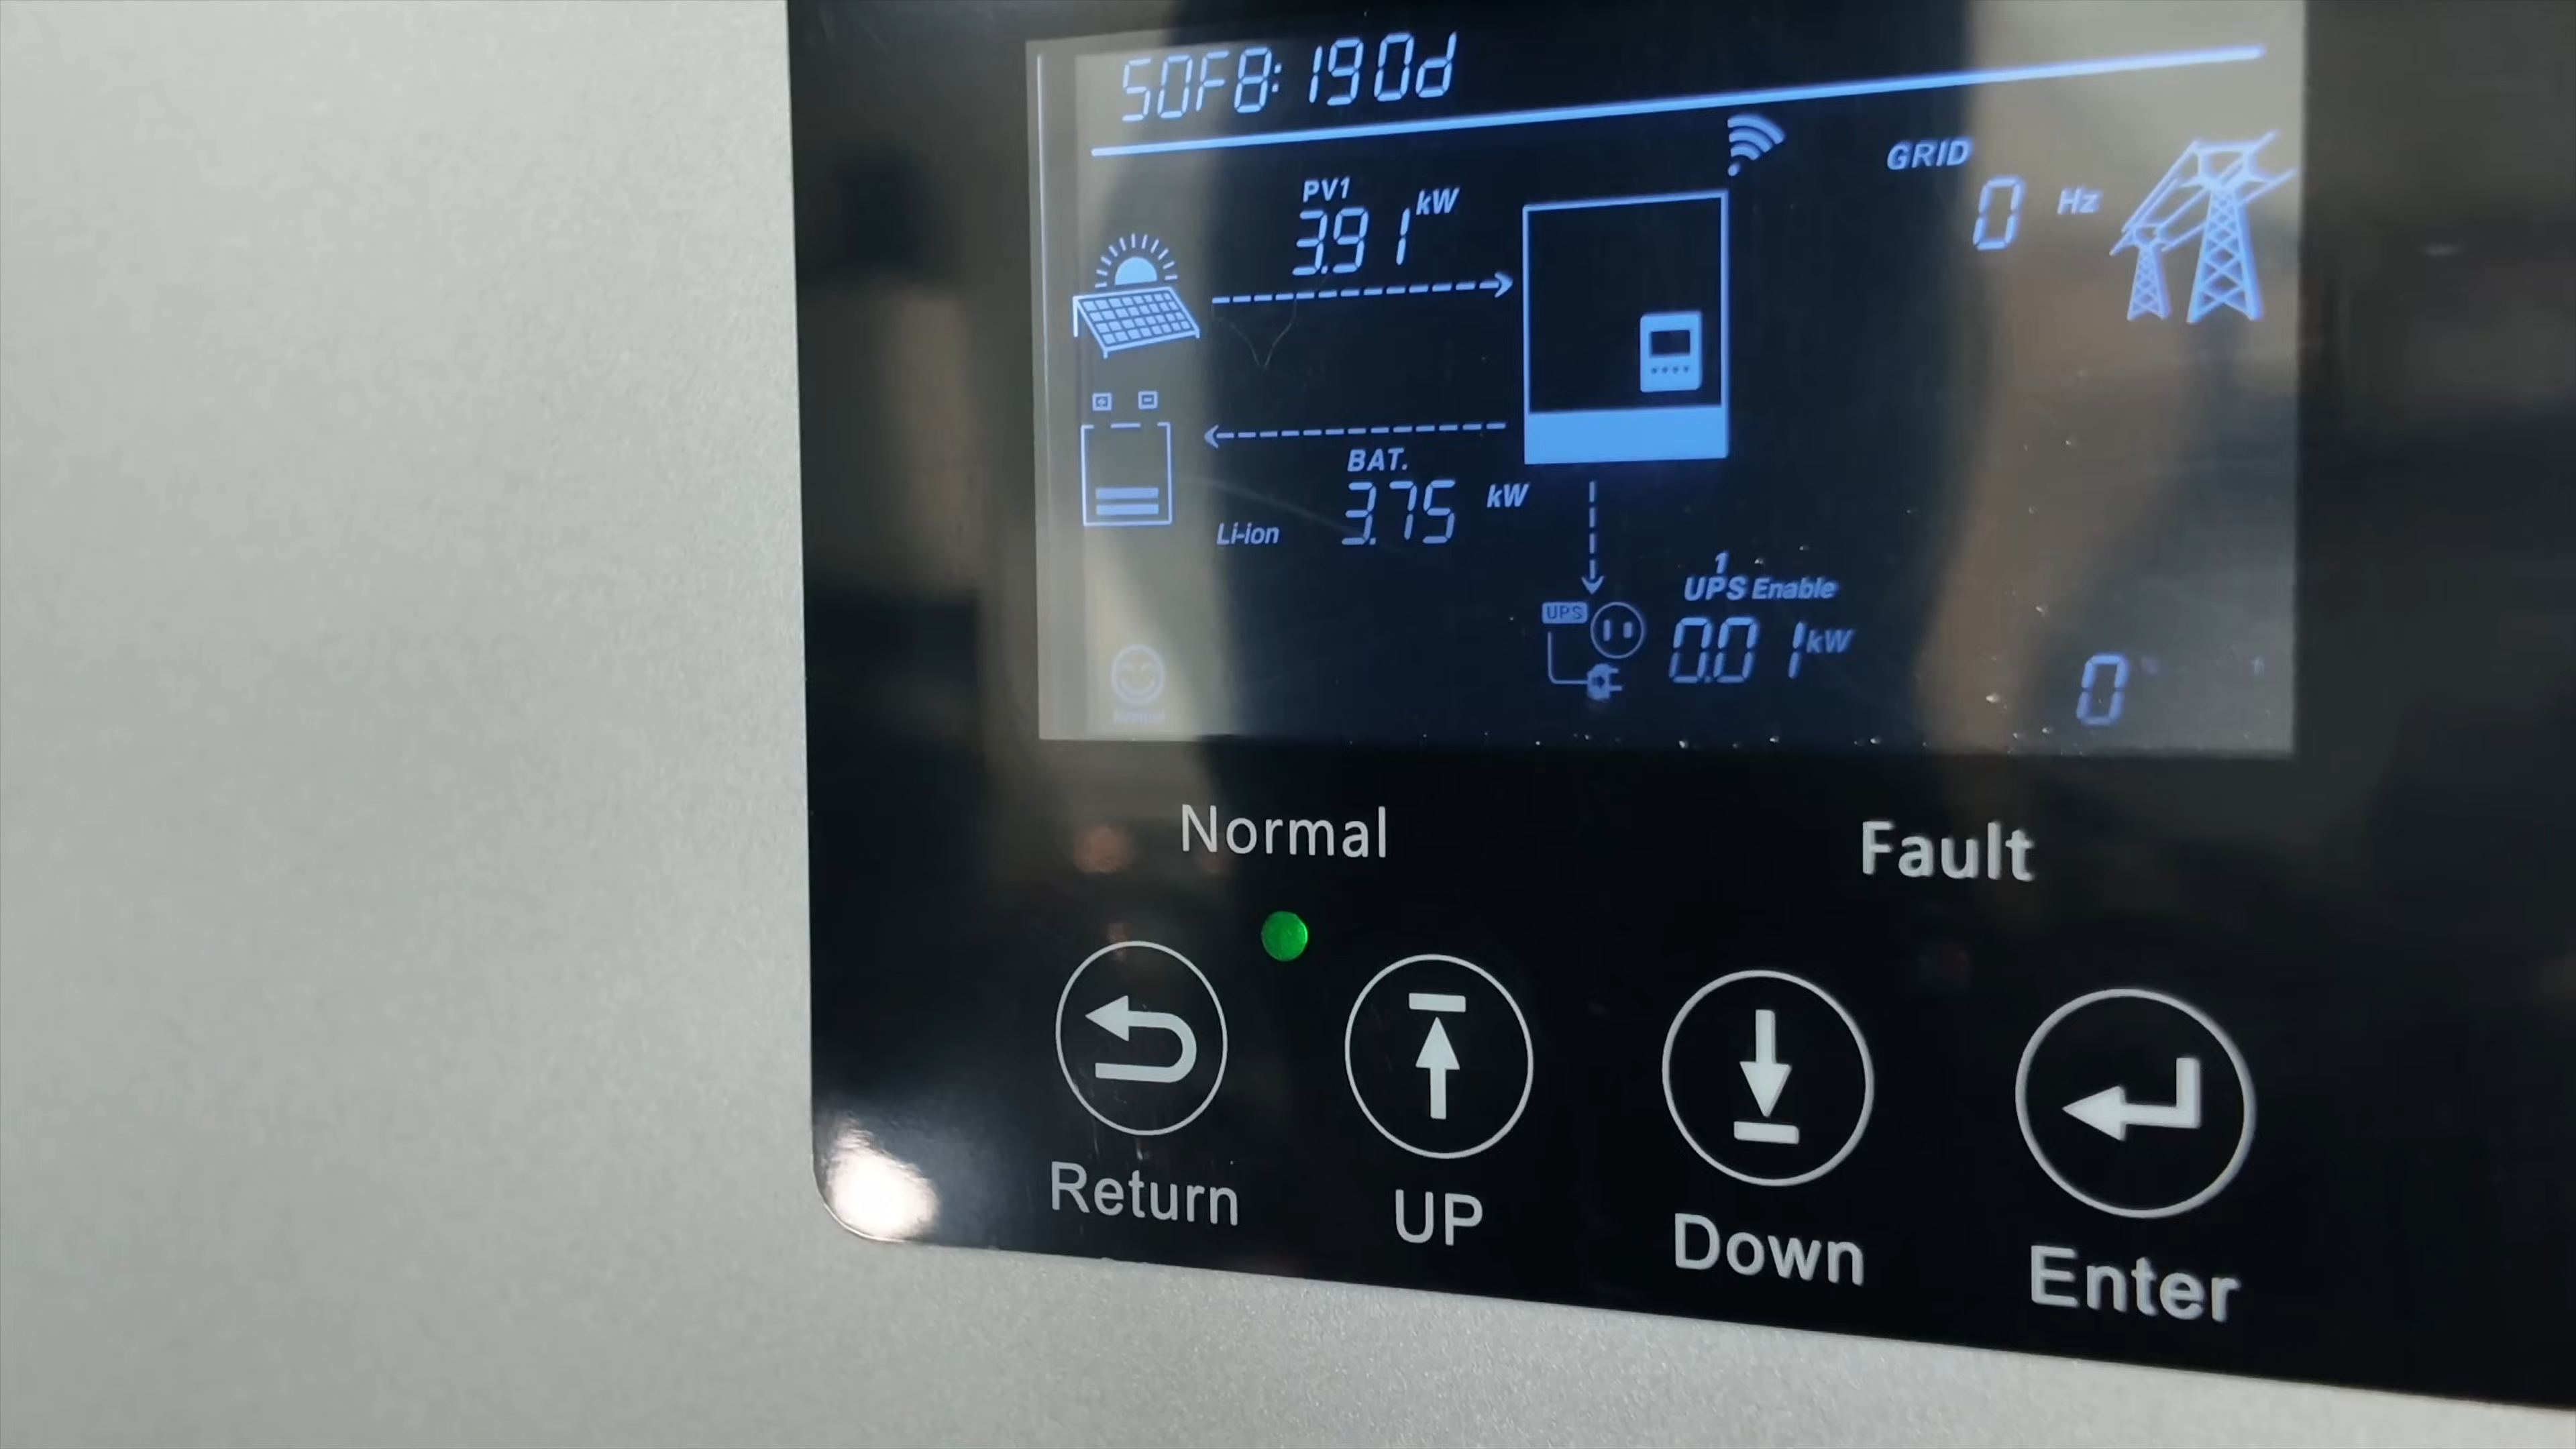 SOF8:190d
PV1
3.91 kW
GRID
0 Hz
BAT.
Li-ion 3.75 kW
1
UPS Enable
UPS
0.01 kW
0
Normal
Normal
Fault
Return
UP
Down
Enter